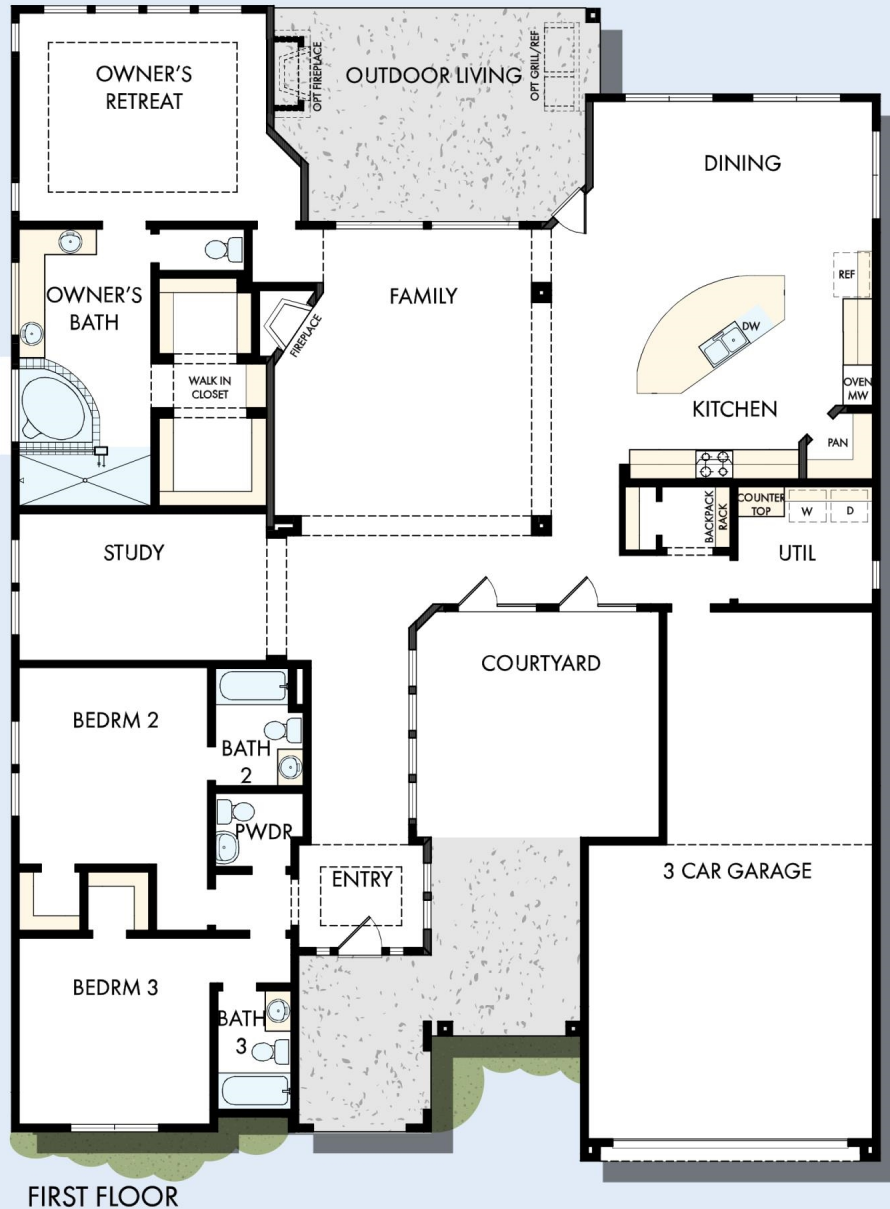 OWNER'S
RETREAT
OPT FIREPLACE
OUTDOOR LIVING
OPT GRILL/REF
DINING
OWNER'S
BATH
FAMILY
REF
FIREPLACE
DW
WALK IN
CLOSET
OVEN
MW
KITCHEN
PAN
STUDY
BACKPACK
RACK
COUNTER
TOP
W
D
UTIL
COURTYARD
BEDRM 2
BATH
2
PWDR
ENTRY
3 CAR GARAGE
BEDRM 3
BATH
3
FIRST FLOOR